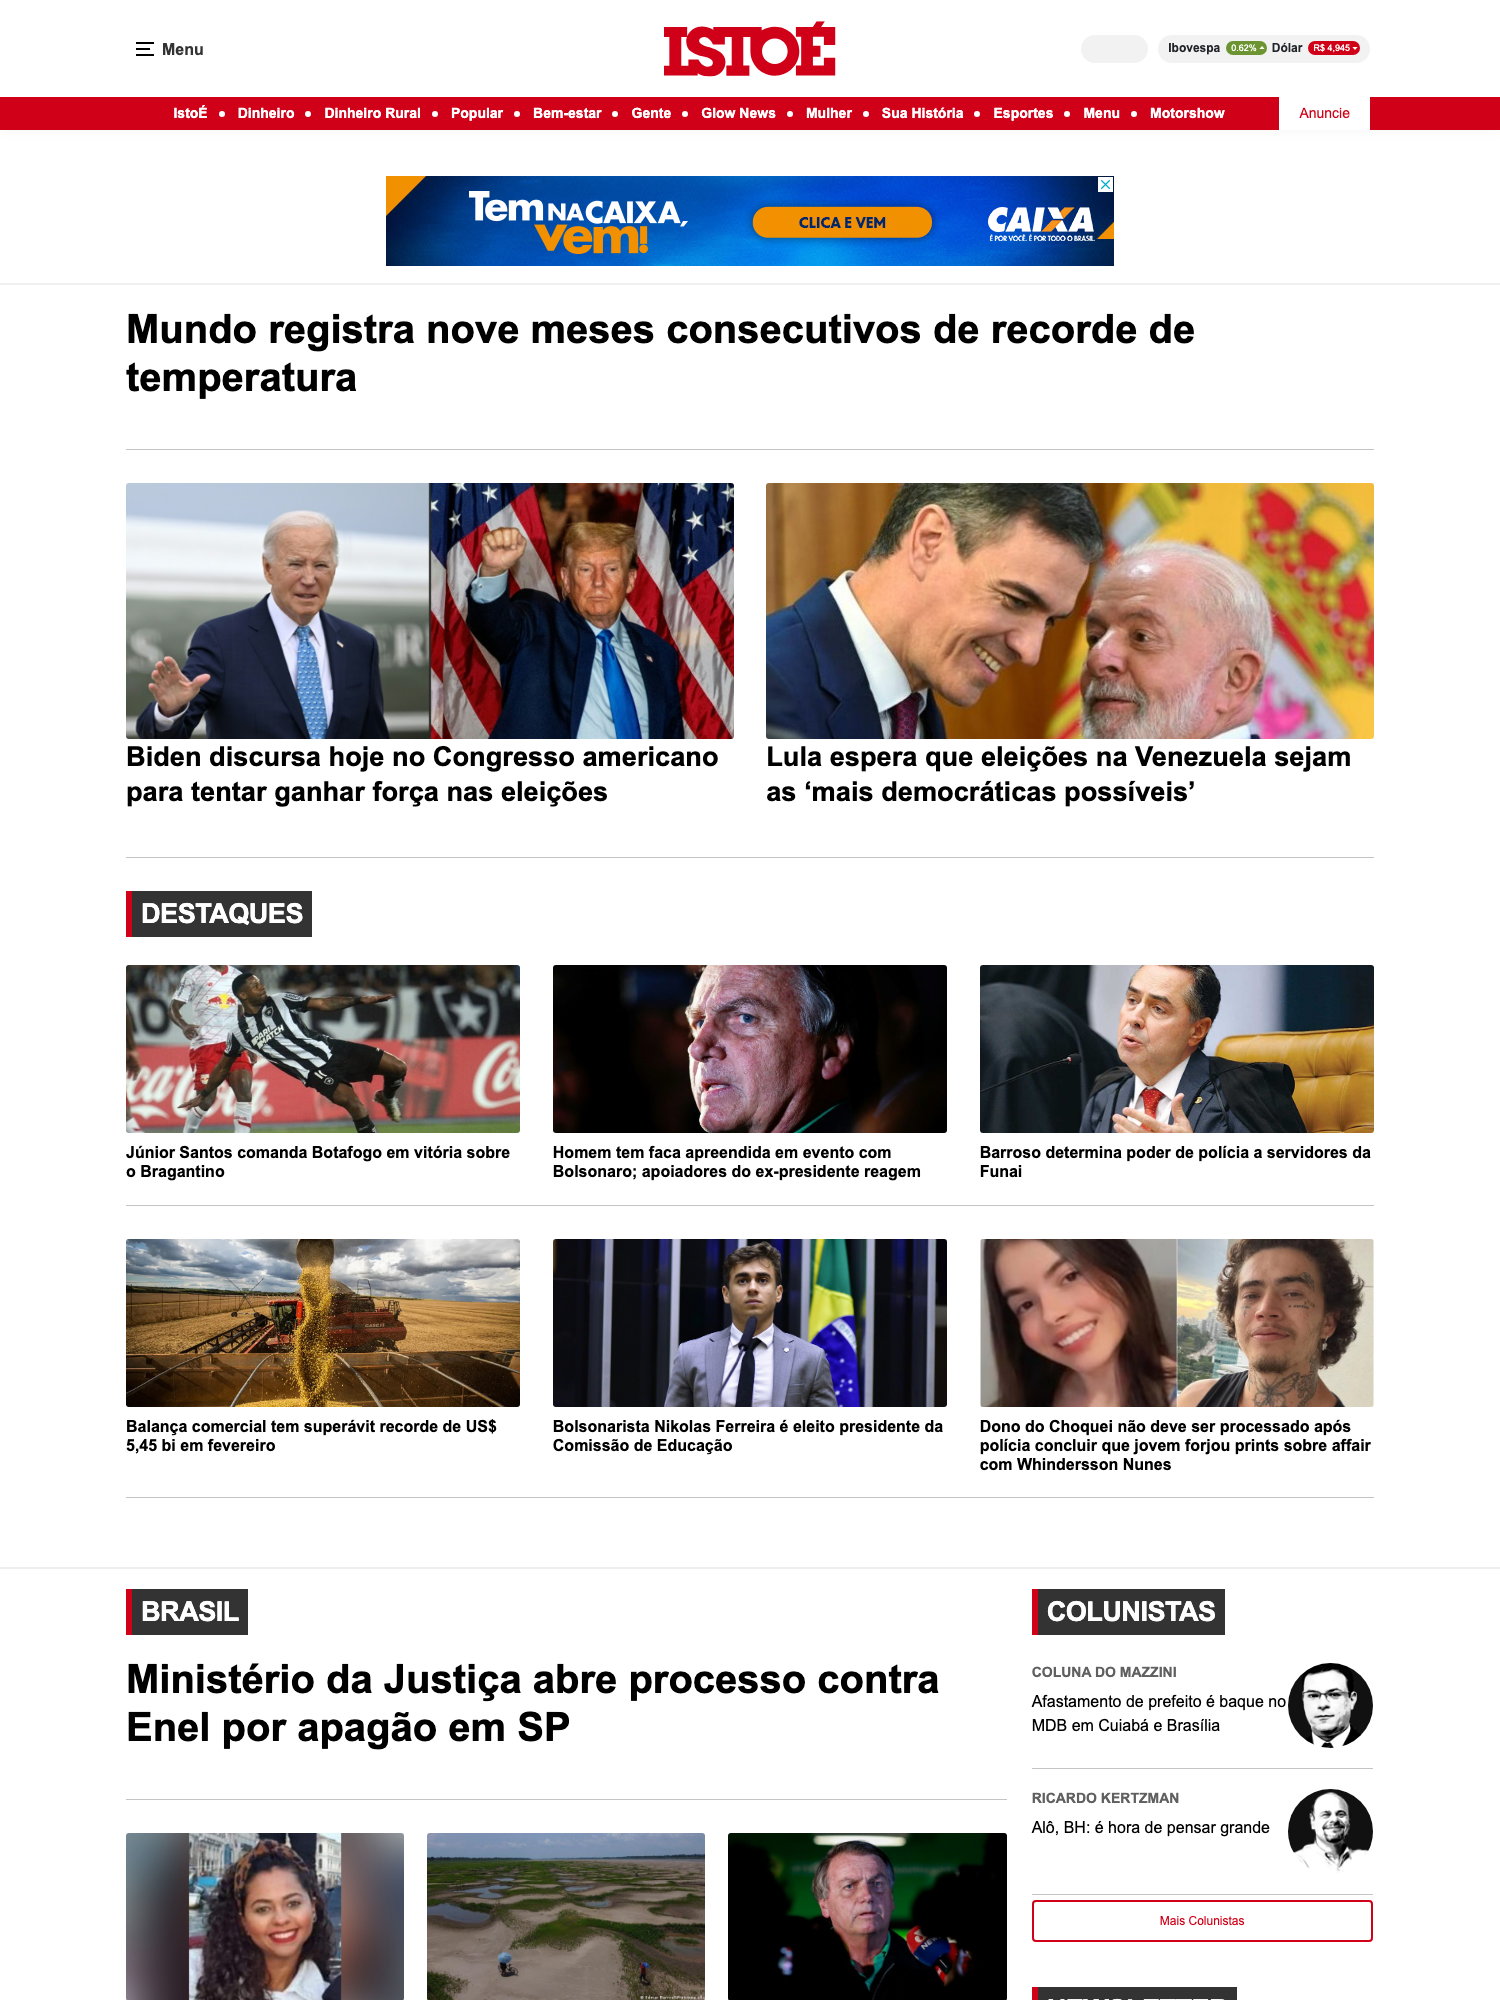 Menu
ISTOÉ
Ibovespa 0.62% Dólar R$ 4,945
IstoÉ Dinheiro Dinheiro Rural Popular Bem-estar Gente Glow News Mulher Sua História Esportes Menu Motorshow
Anuncie
Tem NA CAIXA,
vem!
CLICA E VEM
CAIXA
É POR VOCÊ. É POR TODO O BRASIL.
Mundo registra nove meses consecutivos de recorde de
temperatura
Biden discursa hoje no Congresso americano
para tentar ganhar força nas eleições
Lula espera que eleições na Venezuela sejam
as ‘mais democráticas possíveis’
DESTAQUES
Júnior Santos comanda Botafogo em vitória sobre
o Bragantino
Homem tem faca apreendida em evento com
Bolsonaro; apoiadores do ex-presidente reagem
Barroso determina poder de polícia a servidores da
Funai
Balança comercial tem superávit recorde de US$
5,45 bi em fevereiro
Bolsonarista Nikolas Ferreira é eleito presidente da
Comissão de Educação
Dono do Choquei não deve ser processado após
polícia concluir que jovem forjou prints sobre affair
com Whindersson Nunes
BRASIL
Ministério da Justiça abre processo contra
Enel por apagão em SP
COLUNISTAS
COLUNA DO MAZZINI
Afastamento de prefeito é baque no
MDB em Cuiabá e Brasília
RICARDO KERTZMAN
Alô, BH: é hora de pensar grande
Mais Colunistas